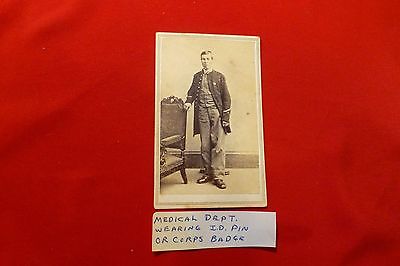 MEDICAL DEPT.
WEARING I.D. PIN
OR CORPS BADGE